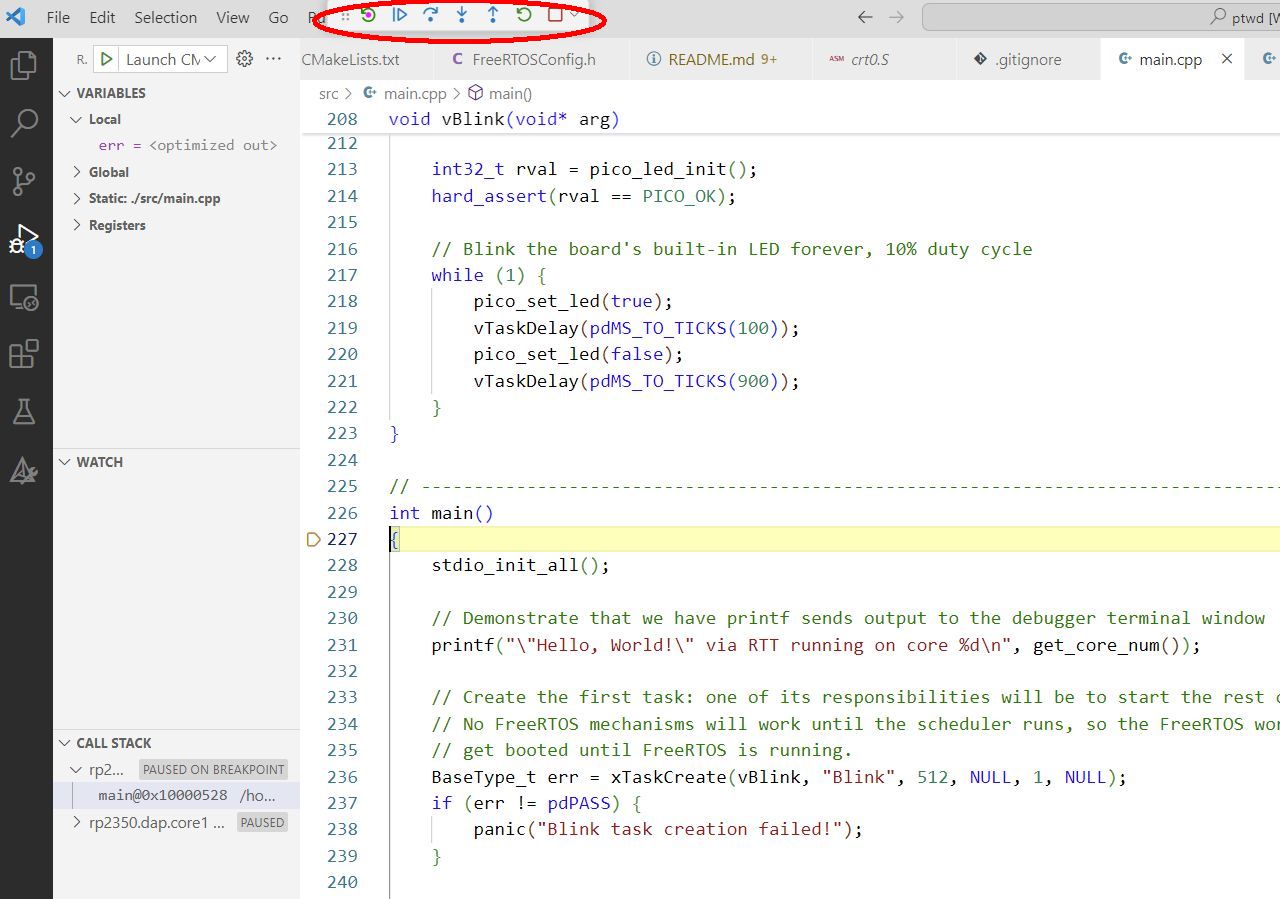 File Edit Selection View Go
ptwd [W
R. Launch CM
CMakeLists.txt FreeRTOSConfig.h README.md 9+ ASM crt0.S .gitignore main.cpp
src > main.cpp > main()
VARIABLES
Local
err = <optimized out>
Global
Static: ./src/main.cpp
Registers
WATCH
CALL STACK
rp2... PAUSED ON BREAKPOINT
main@0x10000528 /ho...
rp2350.dap.core1 ... PAUSED
1
208 void vBlink(void* arg)
212
213 int32_t rval = pico_led_init();
214 hard_assert(rval == PICO_OK);
215
216 // Blink the board's built-in LED forever, 10% duty cycle
217 while (1) {
218 pico_set_led(true);
219 vTaskDelay(pdMS_TO_TICKS(100));
220 pico_set_led(false);
221 vTaskDelay(pdMS_TO_TICKS(900));
222 }
223 }
224
225 // --------------------------------------------------------------------------------
226 int main()
227 {
228 stdio_init_all();
229
230 // Demonstrate that we have printf sends output to the debugger terminal window
231 printf("\"Hello, World!\" via RTT running on core %d\n", get_core_num());
232
233 // Create the first task: one of its responsibilities will be to start the rest o
234 // No FreeRTOS mechanisms will work until the scheduler runs, so the FreeRTOS wor
235 // get booted until FreeRTOS is running.
236 BaseType_t err = xTaskCreate(vBlink, "Blink", 512, NULL, 1, NULL);
237 if (err != pdPASS) {
238 panic("Blink task creation failed!");
239 }
240